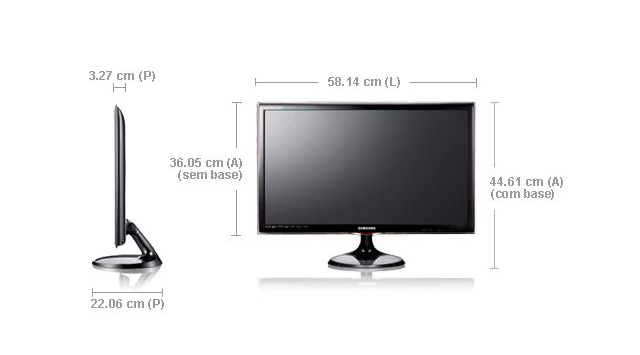 3.27 cm (P)
58.14 cm (L)
36.05 cm (A)
(sem base)
44.61 cm (A)
(com base)
SAMSUNG
22.06 cm (P)